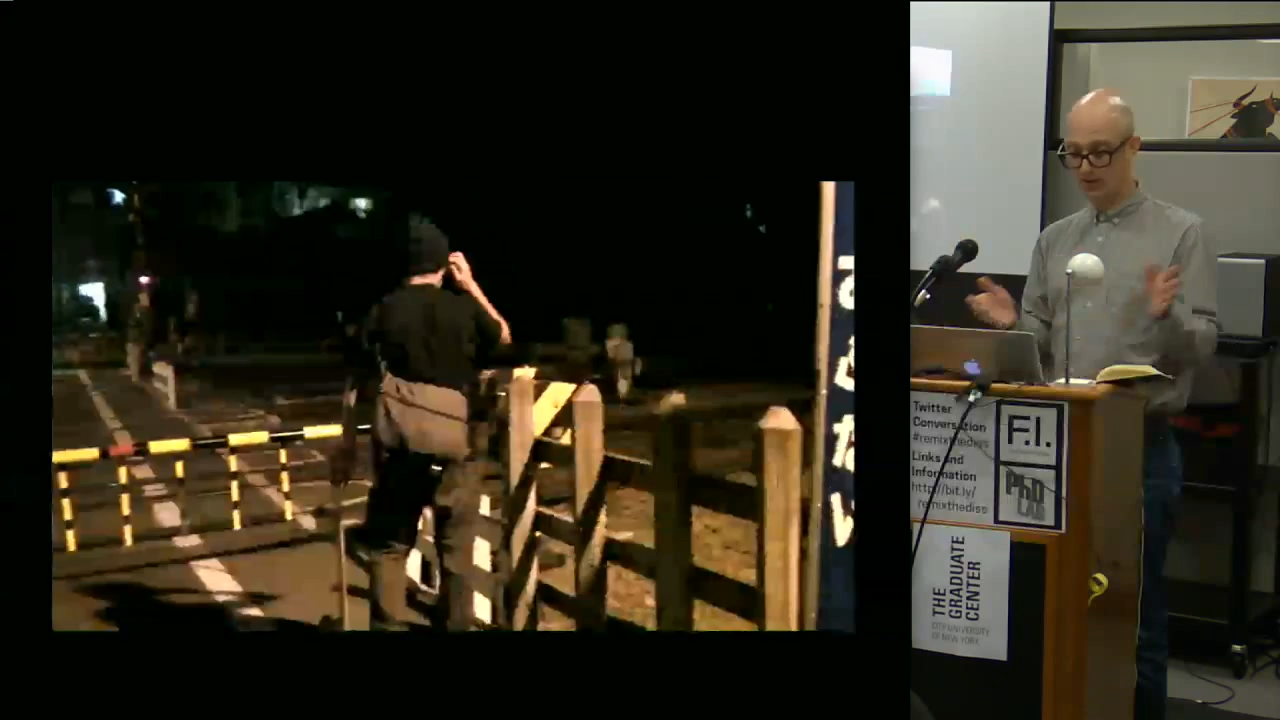 Twitter
Conversation
#remixthediss
Links and
Information
http://bit.ly/
remixthediss
F.I.
PhD
LAB
THE
GRADUATE
CENTER
CITY UNIVERSITY
OF NEW YORK